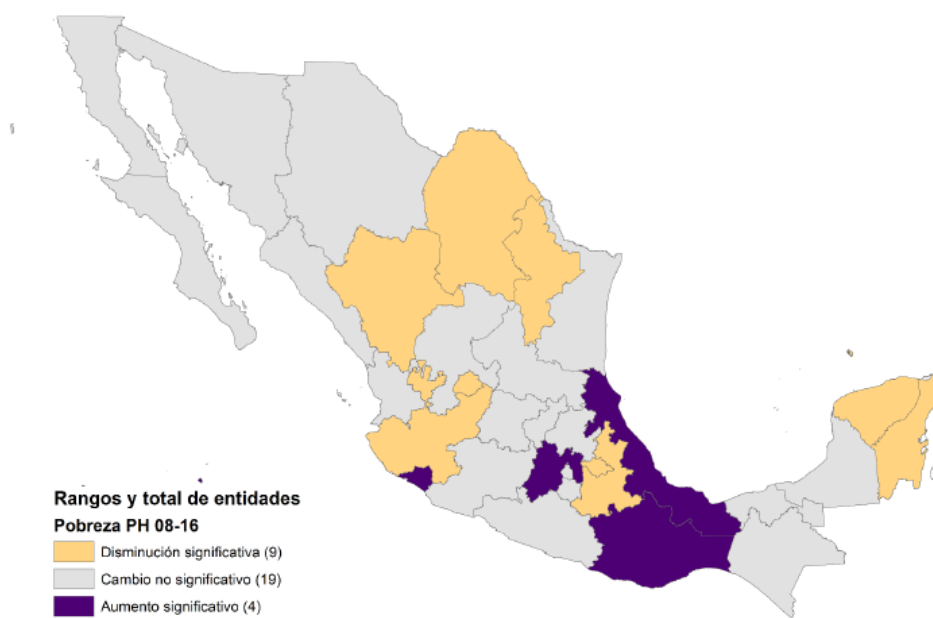 Rangos y total de entidades
Pobreza PH 08-16
Disminución significativa (9)
Cambio no significativo (19)
Aumento significativo (4)